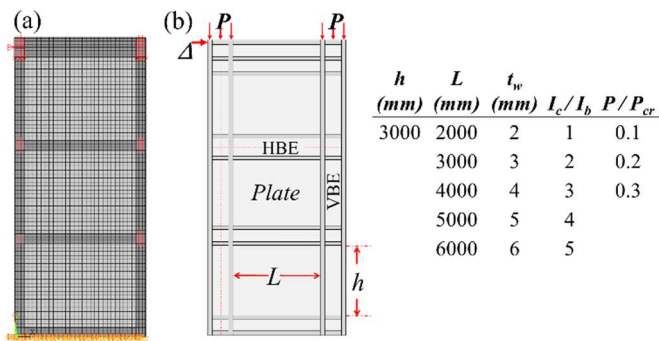 (a)
(b)
P P
Δ
HBE
Plate
VBE
L
h
h L t_w
(mm) (mm) (mm) I_c / I_b P / P_cr
3000 2000 2 1 0.1
3000 3 2 0.2
4000 4 3 0.3
5000 5 4
6000 6 5